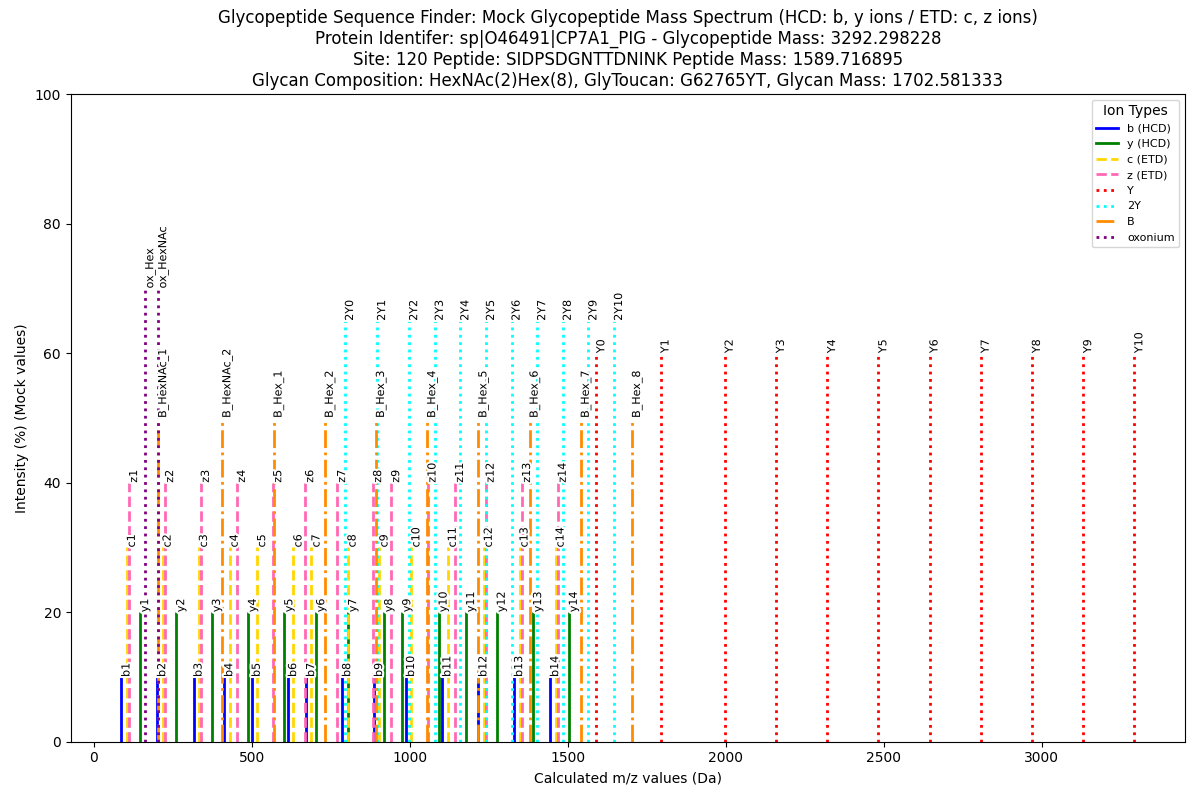 Glycopeptide Sequence Finder: Mock Glycopeptide Mass Spectrum (HCD: b, y ions / ETD: c, z ions)
Protein Identifer: sp|O46491|CP7A1_PIG - Glycopeptide Mass: 3292.298228
Site: 120 Peptide: SIDPSDGNTTDNINK Peptide Mass: 1589.716895
Glycan Composition: HexNAc(2)Hex(8), GlyToucan: G62765YT, Glycan Mass: 1702.581333
Ion Types
b (HCD)
y (HCD)
c (ETD)
z (ETD)
Y
2Y
B
oxonium
ox_Hex
ox_HexNAc
2Y0 2Y1 2Y2 2Y3 2Y4 2Y5 2Y6 2Y7 2Y8 2Y9 2Y10
Y0 Y1 Y2 Y3 Y4 Y5 Y6 Y7 Y8 Y9 Y10
B_HexNAc_1 B_HexNAc_2 B_Hex_1 B_Hex_2 B_Hex_3 B_Hex_4 B_Hex_5 B_Hex_6 B_Hex_7 B_Hex_8
z1 z2 z3 z4 z5 z6 z7 z8 z9 z10 z11 z12 z13 z14
c1 c2 c3 c4 c5 c6 c7 c8 c9 c10 c11 c12 c13 c14
y1 y2 y3 y4 y5 y6 y7 y8 y9 y10 y11 y12 y13 y14
b1 b2 b3 b4 b5 b6 b7 b8 b9 b10 b11 b12 b13 b14
Intensity (%) (Mock values)
100
80
60
40
20
0
0 500 1000 1500 2000 2500 3000
Calculated m/z values (Da)